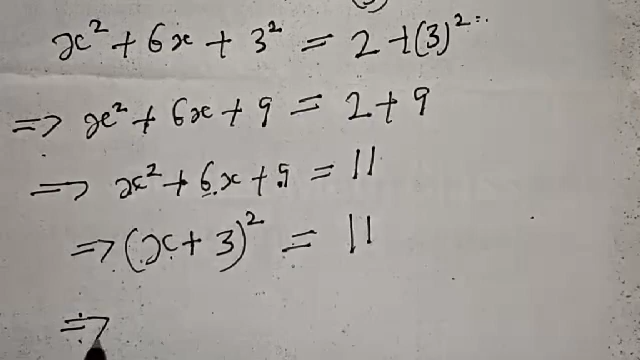 x² + 6x + 3² = 2 + (3)²
⇒ x² + 6x + 9 = 2 + 9
⇒ x² + 6x + 9 = 11
⇒ (x + 3)² = 11
⇒